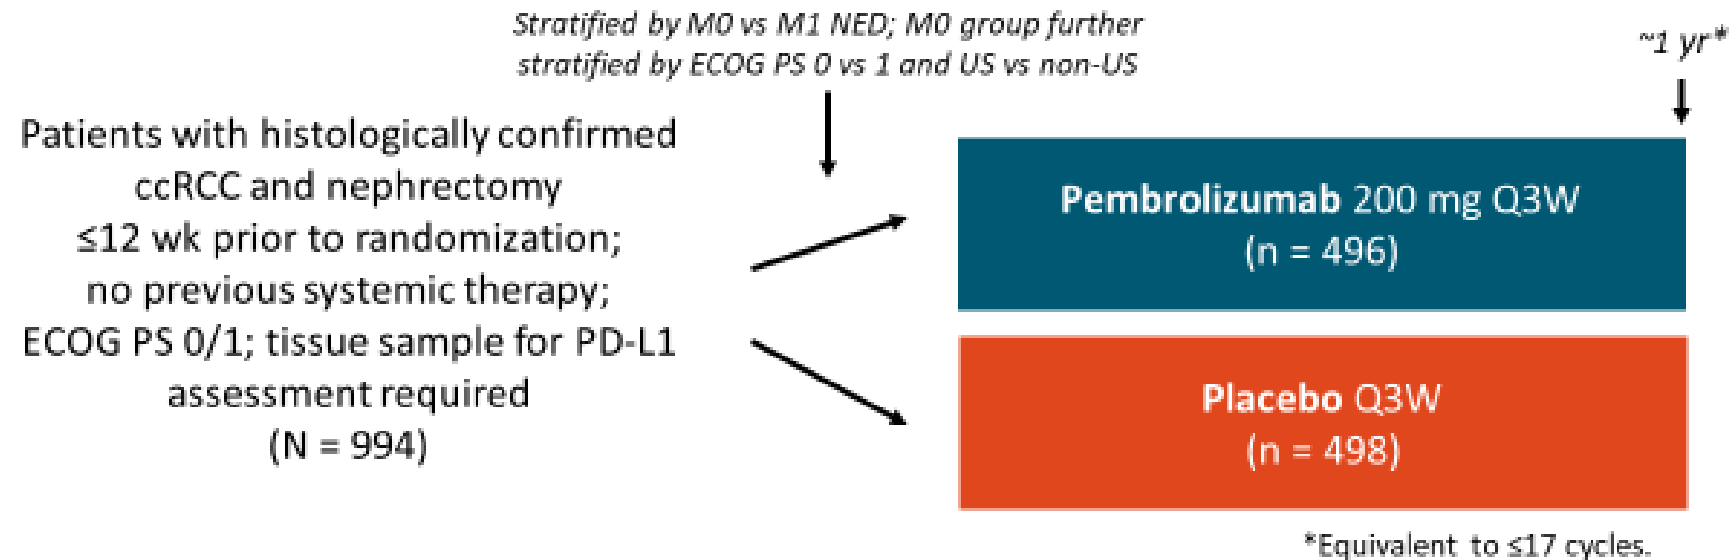 Stratified by M0 vs M1 NED; M0 group further
stratified by ECOG PS 0 vs 1 and US vs non-US
~1 yr*
Patients with histologically confirmed
ccRCC and nephrectomy
≤12 wk prior to randomization;
no previous systemic therapy;
ECOG PS 0/1; tissue sample for PD-L1
assessment required
(N = 994)
Pembrolizumab 200 mg Q3W
(n = 496)
Placebo Q3W
(n = 498)
*Equivalent to ≤17 cycles.